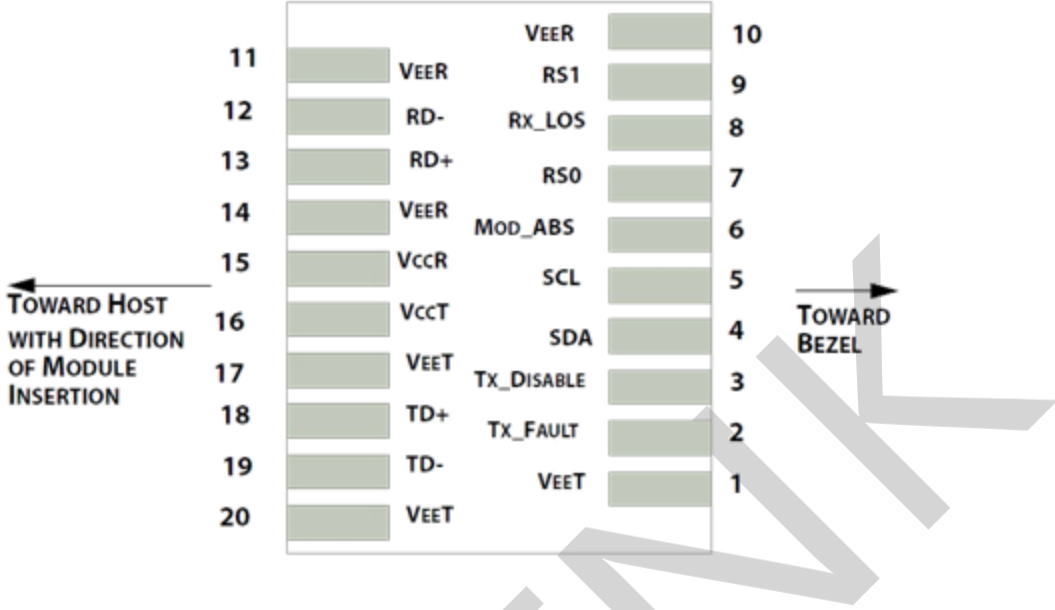 VEER 10
11 VEER
RS1 9
12 RD-
RX_LOS 8
13 RD+
RS0 7
14 VEER
MOD_ABS 6
15 VCCR
SCL 5
TOWARD HOST
WITH DIRECTION
OF MODULE
INSERTION
TOWARD
BEZEL
16 VCCT
SDA 4
17 VEET
TX_DISABLE 3
18 TD+
TX_FAULT 2
19 TD-
VEET 1
20 VEET